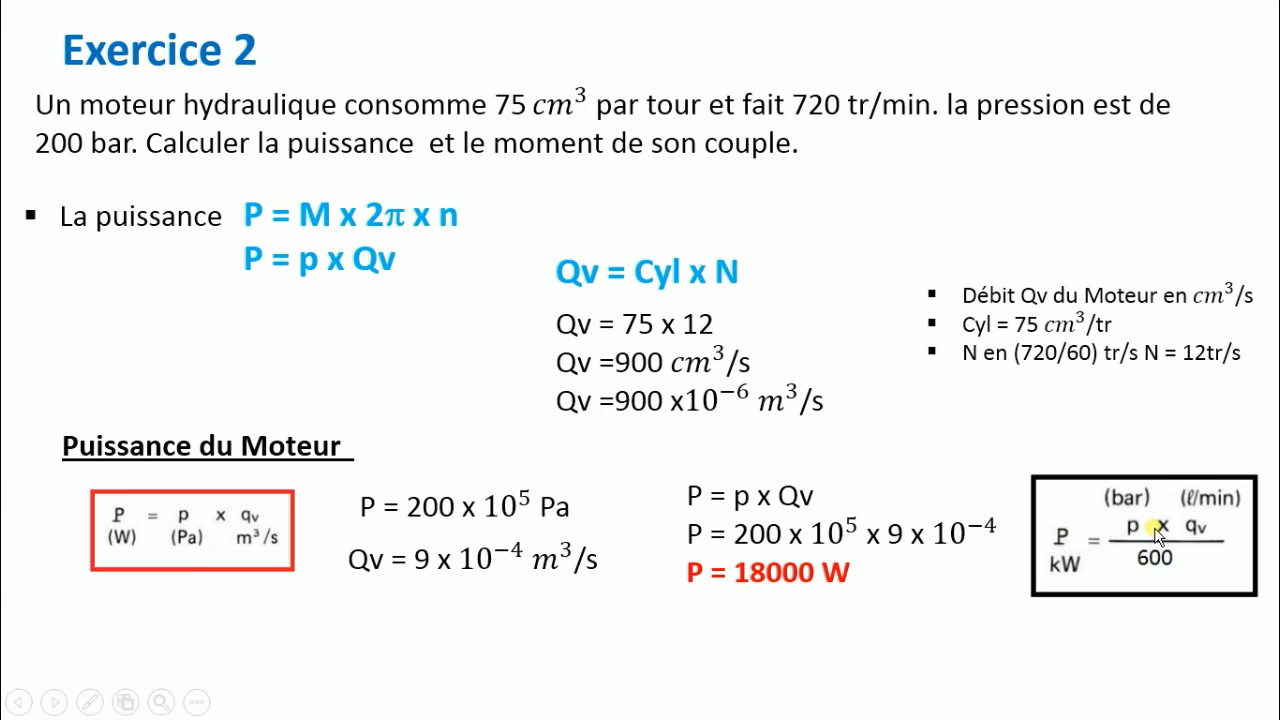 Exercice 2
Un moteur hydraulique consomme 75 cm³ par tour et fait 720 tr/min. la pression est de
200 bar. Calculer la puissance et le moment de son couple.
▪ La puissance P = M x 2π x n
P = p x Qv
Qv = Cyl x N
Qv = 75 x 12
Qv =900 cm³/s
Qv =900 x10⁻⁶ m³/s
▪ Débit Qv du Moteur en cm³/s
▪ Cyl = 75 cm³/tr
▪ N en (720/60) tr/s N = 12tr/s
Puissance du Moteur
P = p x qv
(W) (Pa) m³/s
P = 200 x 10⁵ Pa
Qv = 9 x 10⁻⁴ m³/s
P = p x Qv
P = 200 x 10⁵ x 9 x 10⁻⁴
P = 18000 W
(bar) (ℓ/min)
p x qv
P =
kW 600